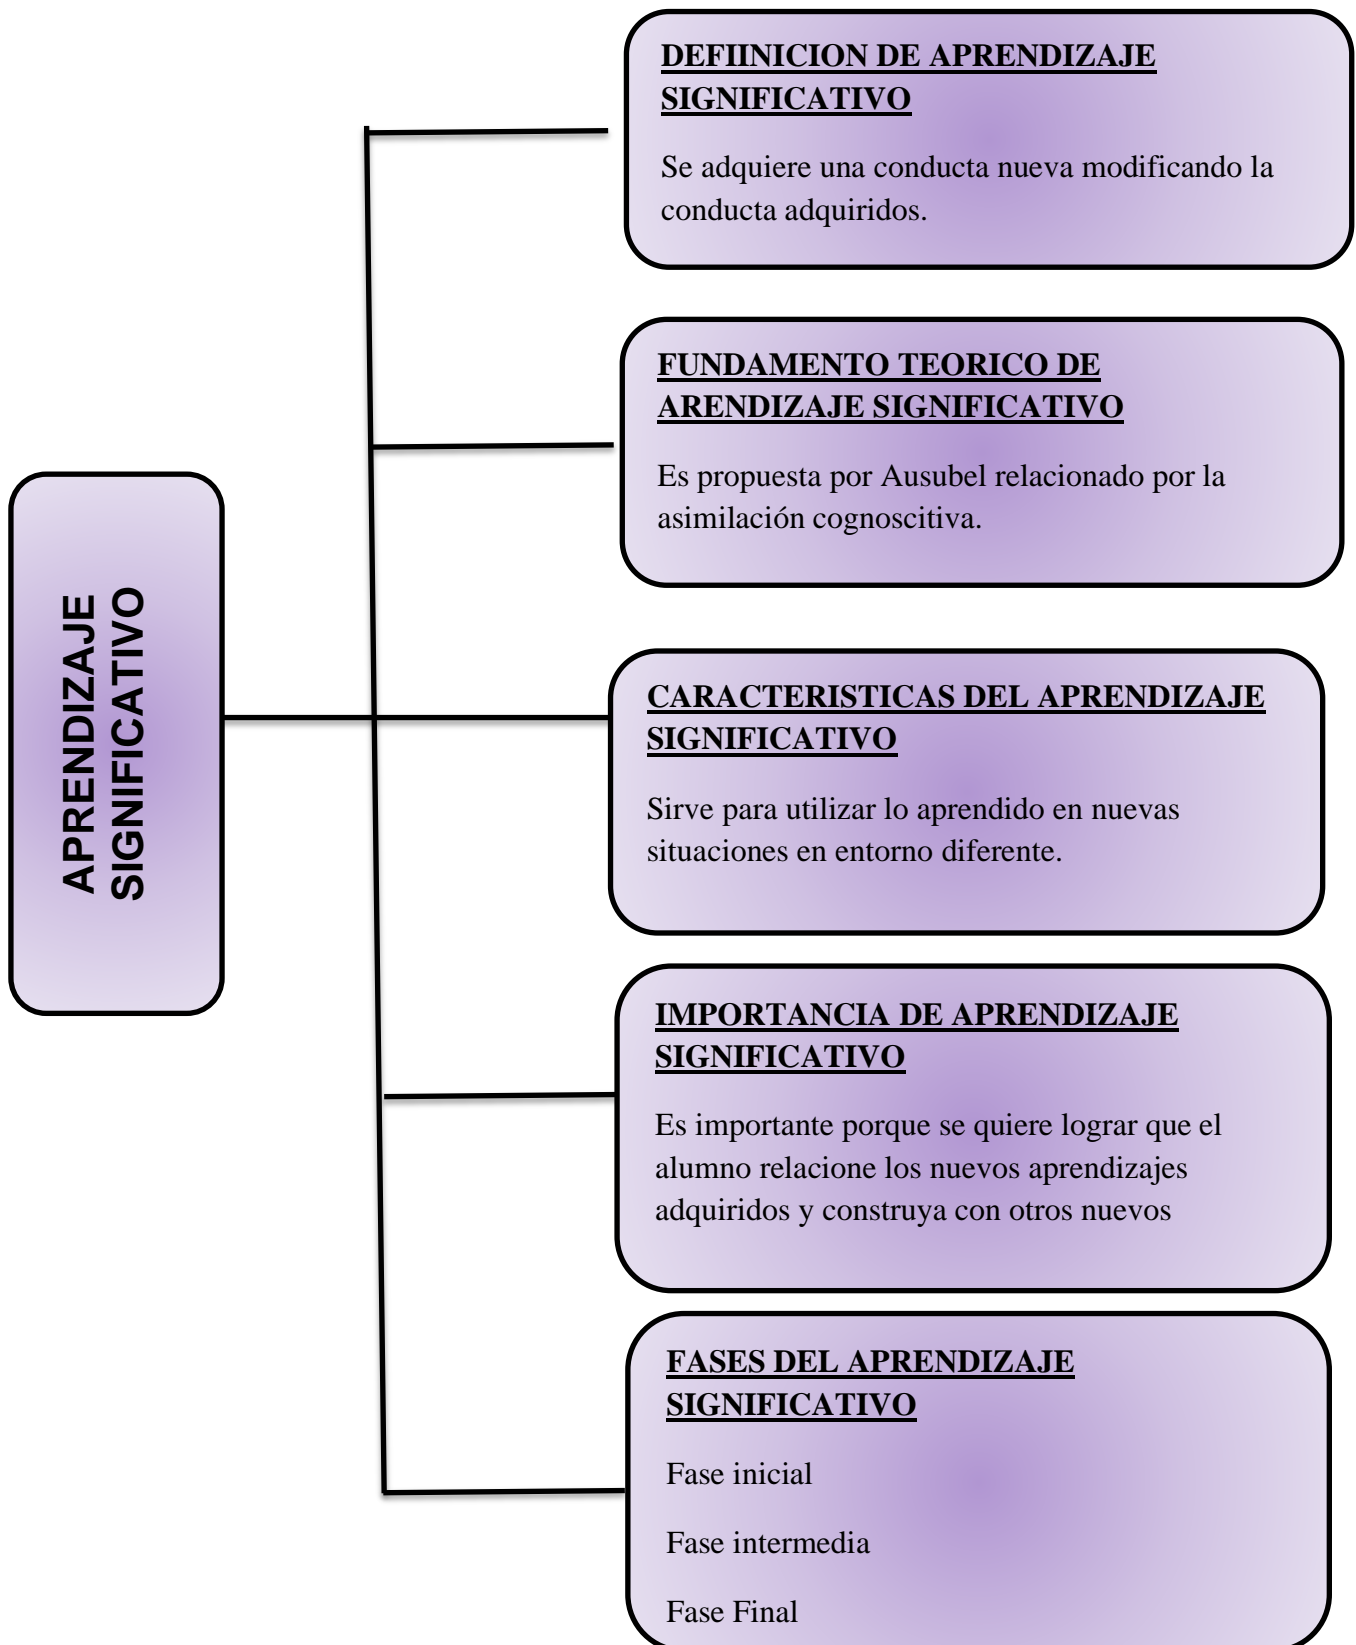 APRENDIZAJE
SIGNIFICATIVO
DEFIINICION DE APRENDIZAJE
SIGNIFICATIVO
Se adquiere una conducta nueva modificando la
conducta adquiridos.
FUNDAMENTO TEORICO DE
ARENDIZAJE SIGNIFICATIVO
Es propuesta por Ausubel relacionado por la
asimilación cognoscitiva.
CARACTERISTICAS DEL APRENDIZAJE
SIGNIFICATIVO
Sirve para utilizar lo aprendido en nuevas
situaciones en entorno diferente.
IMPORTANCIA DE APRENDIZAJE
SIGNIFICATIVO
Es importante porque se quiere lograr que el
alumno relacione los nuevos aprendizajes
adquiridos y construya con otros nuevos
FASES DEL APRENDIZAJE
SIGNIFICATIVO
Fase inicial
Fase intermedia
Fase Final